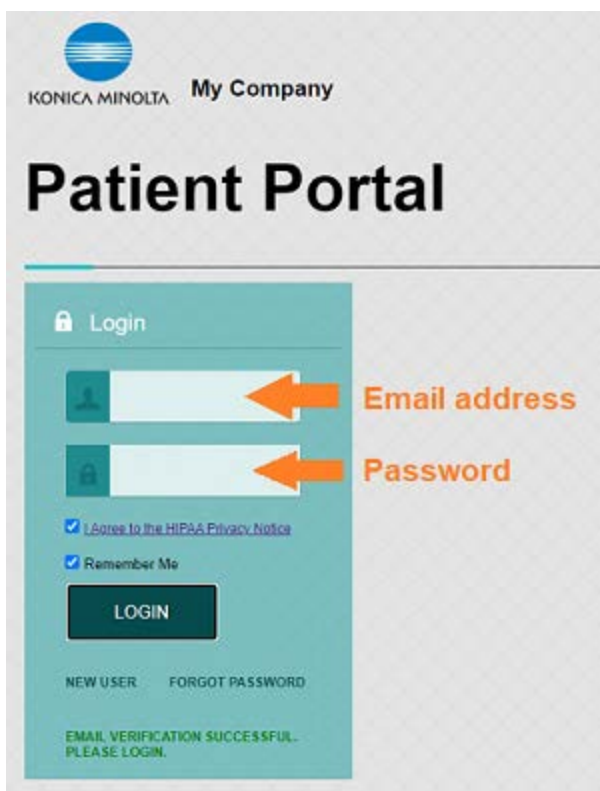 KONICA MINOLTA My Company
Patient Portal
Login
Email address
Password
I Agree to the HIPAA Privacy Notice
Remember Me
LOGIN
NEW USER FORGOT PASSWORD
EMAIL VERIFICATION SUCCESSFUL.
PLEASE LOGIN.